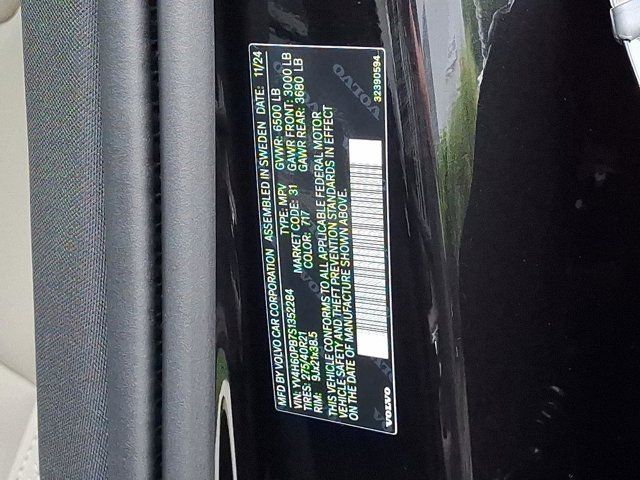 MFD BY VOLVO CAR CORPORATION ASSEMBLED IN SWEDEN DATE: 11/24
VIN: YV4H60PB7S1352284 TYPE: MPV GVWR: 6500 LB
TIRES: 275/40R21 MARKET CODE: 31 GAWR FRONT: 3000 LB
RIM: 9Jx21x38.5 COLOR: 717 GAWR REAR: 3680 LB
THIS VEHICLE CONFORMS TO ALL APPLICABLE FEDERAL MOTOR
VEHICLE SAFETY AND THEFT PREVENTION STANDARDS IN EFFECT
ON THE DATE OF MANUFACTURE SHOWN ABOVE.
VOLVO
32390594
VOLVO